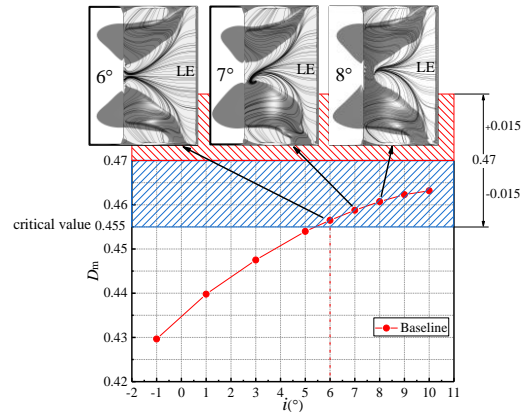 6°
LE
7°
LE
8°
LE
+0.015
0.47
-0.015
0.47
0.46
critical value 0.455
0.45
0.44
0.43
0.42
Dm
Baseline
-2 -1 0 1 2 3 4 5 6 7 8 9 10 11
i(°)